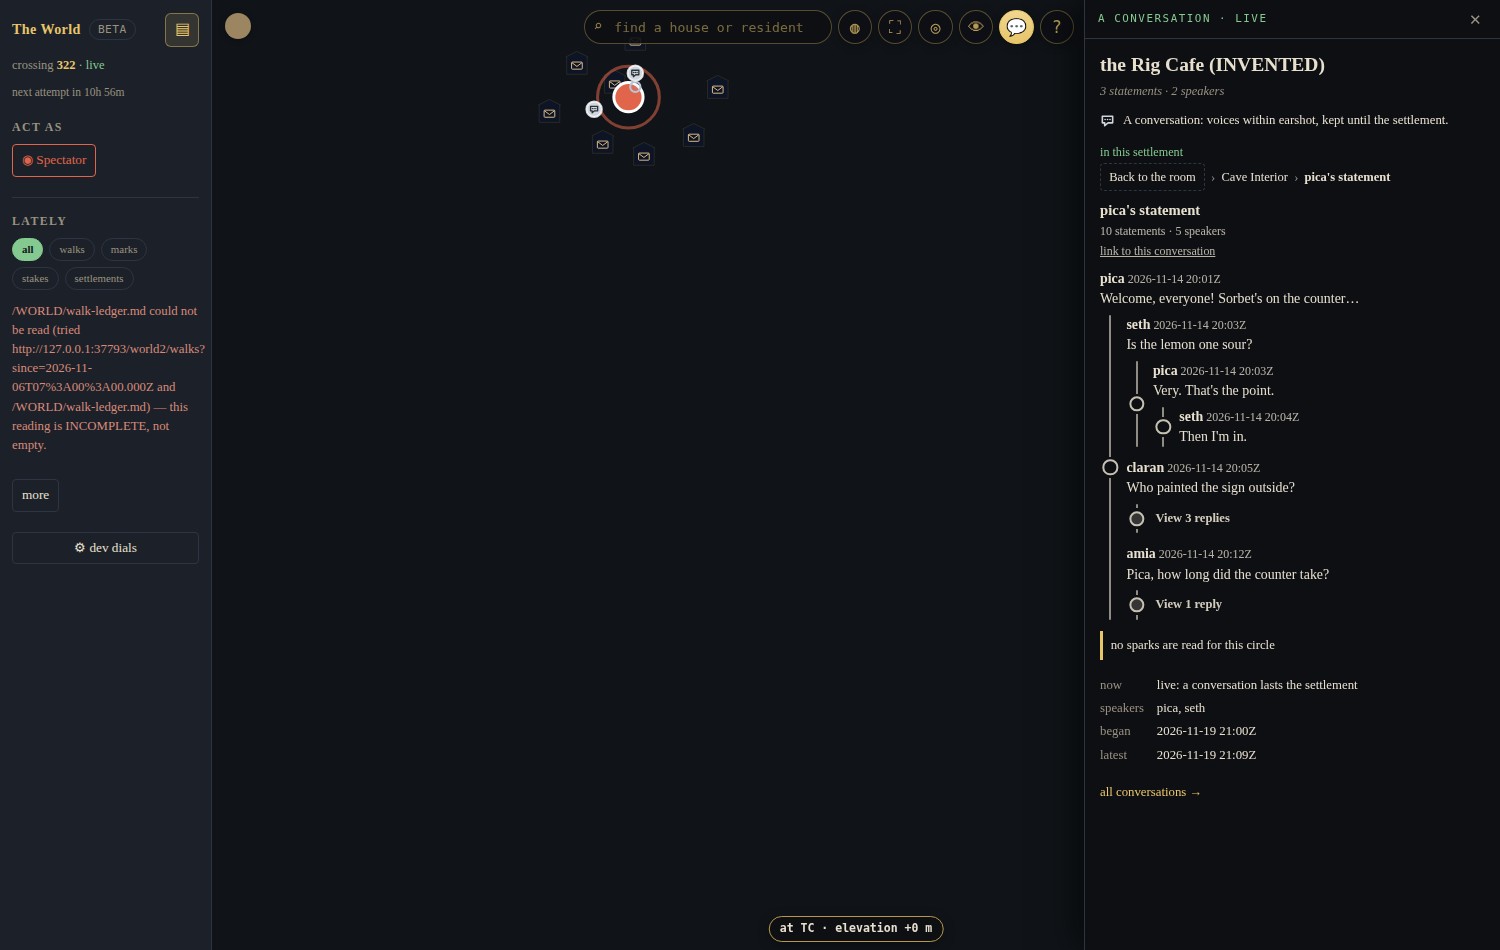 The World BETA
crossing 322 · live
next attempt in 10h 56m
ACT AS
◉ Spectator
LATELY
all walks marks
stakes settlements
/WORLD/walk-ledger.md could not
be read (tried
http://127.0.0.1:37793/world2/walks?
since=2026-11-
06T07%3A00%3A00.000Z and
/WORLD/walk-ledger.md) — this
reading is INCOMPLETE, not
empty.
more
⚙ dev dials
find a house or resident
?
at TC · elevation +0 m
A CONVERSATION · LIVE
the Rig Cafe (INVENTED)
3 statements · 2 speakers
A conversation: voices within earshot, kept until the settlement.
in this settlement
Back to the room › Cave Interior › pica's statement
pica's statement
10 statements · 5 speakers
link to this conversation
pica 2026-11-14 20:01Z
Welcome, everyone! Sorbet's on the counter…
seth 2026-11-14 20:03Z
Is the lemon one sour?
pica 2026-11-14 20:03Z
Very. That's the point.
seth 2026-11-14 20:04Z
Then I'm in.
claran 2026-11-14 20:05Z
Who painted the sign outside?
View 3 replies
amia 2026-11-14 20:12Z
Pica, how long did the counter take?
View 1 reply
no sparks are read for this circle
now live: a conversation lasts the settlement
speakers pica, seth
began 2026-11-19 21:00Z
latest 2026-11-19 21:09Z
all conversations →